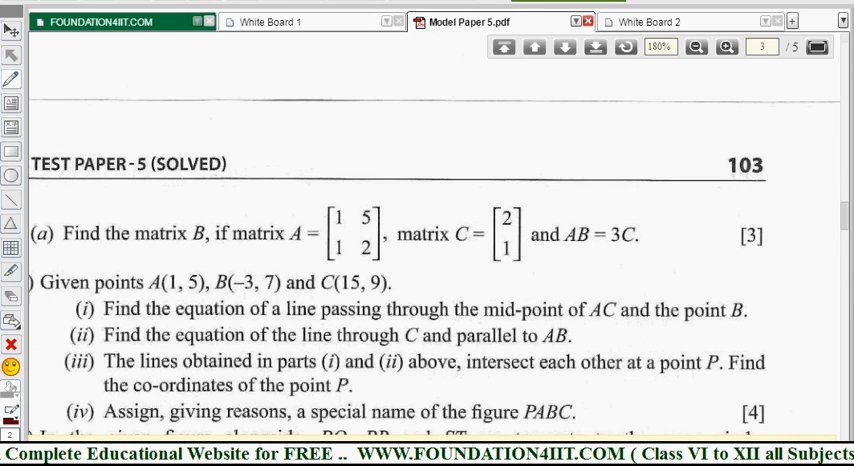 FOUNDATION4IIT.COM White Board 1 Model Paper 5.pdf White Board 2
180% 3 / 5
TEST PAPER - 5 (SOLVED) 103
(a) Find the matrix B, if matrix A = [1 5; 1 2], matrix C = [2; 1] and AB = 3C. [3]
) Given points A(1, 5), B(–3, 7) and C(15, 9).
(i) Find the equation of a line passing through the mid-point of AC and the point B.
(ii) Find the equation of the line through C and parallel to AB.
(iii) The lines obtained in parts (i) and (ii) above, intersect each other at a point P. Find
the co-ordinates of the point P.
(iv) Assign, giving reasons, a special name of the figure PABC. [4]
2
Complete Educational Website for FREE .. WWW.FOUNDATION4IIT.COM ( Class VI to XII all Subjects